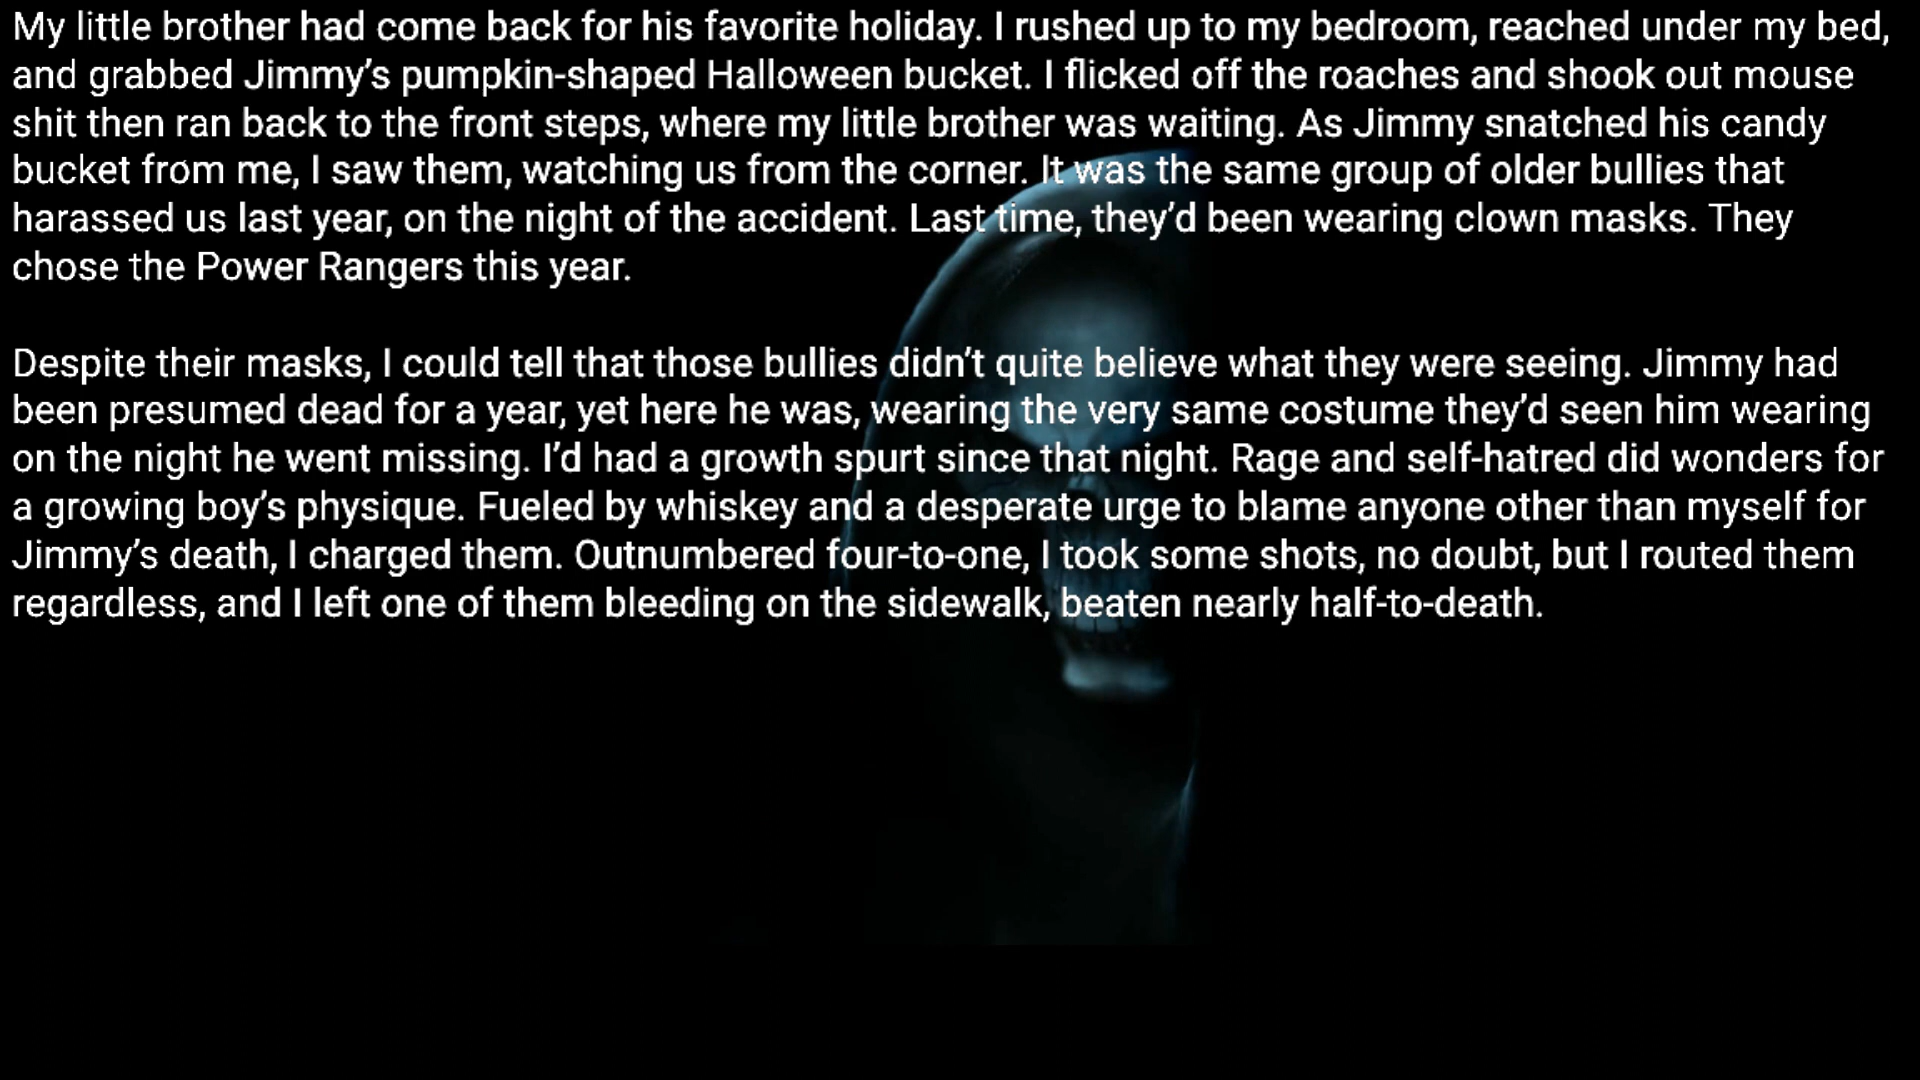 My little brother had come back for his favorite holiday. I rushed up to my bedroom, reached under my bed,
and grabbed Jimmy’s pumpkin-shaped Halloween bucket. I flicked off the roaches and shook out mouse
shit then ran back to the front steps, where my little brother was waiting. As Jimmy snatched his candy
bucket from me, I saw them, watching us from the corner. It was the same group of older bullies that
harassed us last year, on the night of the accident. Last time, they’d been wearing clown masks. They
chose the Power Rangers this year.
Despite their masks, I could tell that those bullies didn’t quite believe what they were seeing. Jimmy had
been presumed dead for a year, yet here he was, wearing the very same costume they’d seen him wearing
on the night he went missing. I’d had a growth spurt since that night. Rage and self-hatred did wonders for
a growing boy’s physique. Fueled by whiskey and a desperate urge to blame anyone other than myself for
Jimmy’s death, I charged them. Outnumbered four-to-one, I took some shots, no doubt, but I routed them
regardless, and I left one of them bleeding on the sidewalk, beaten nearly half-to-death.